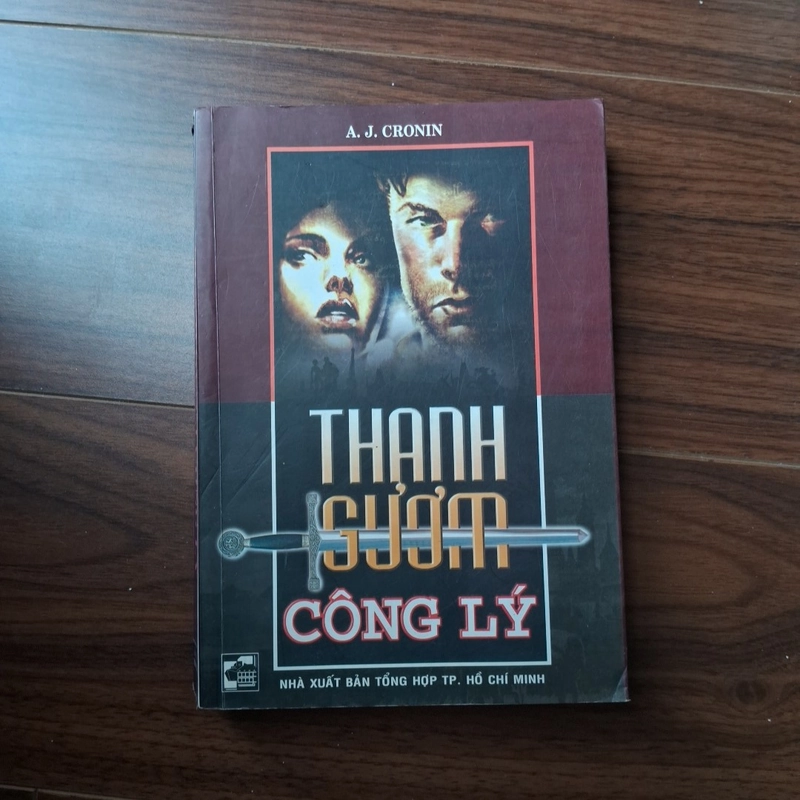 A. J. CRONIN
THANH
GƯƠM
CÔNG LÝ
NHÀ XUẤT BẢN TỔNG HỢP TP. HỒ CHÍ MINH